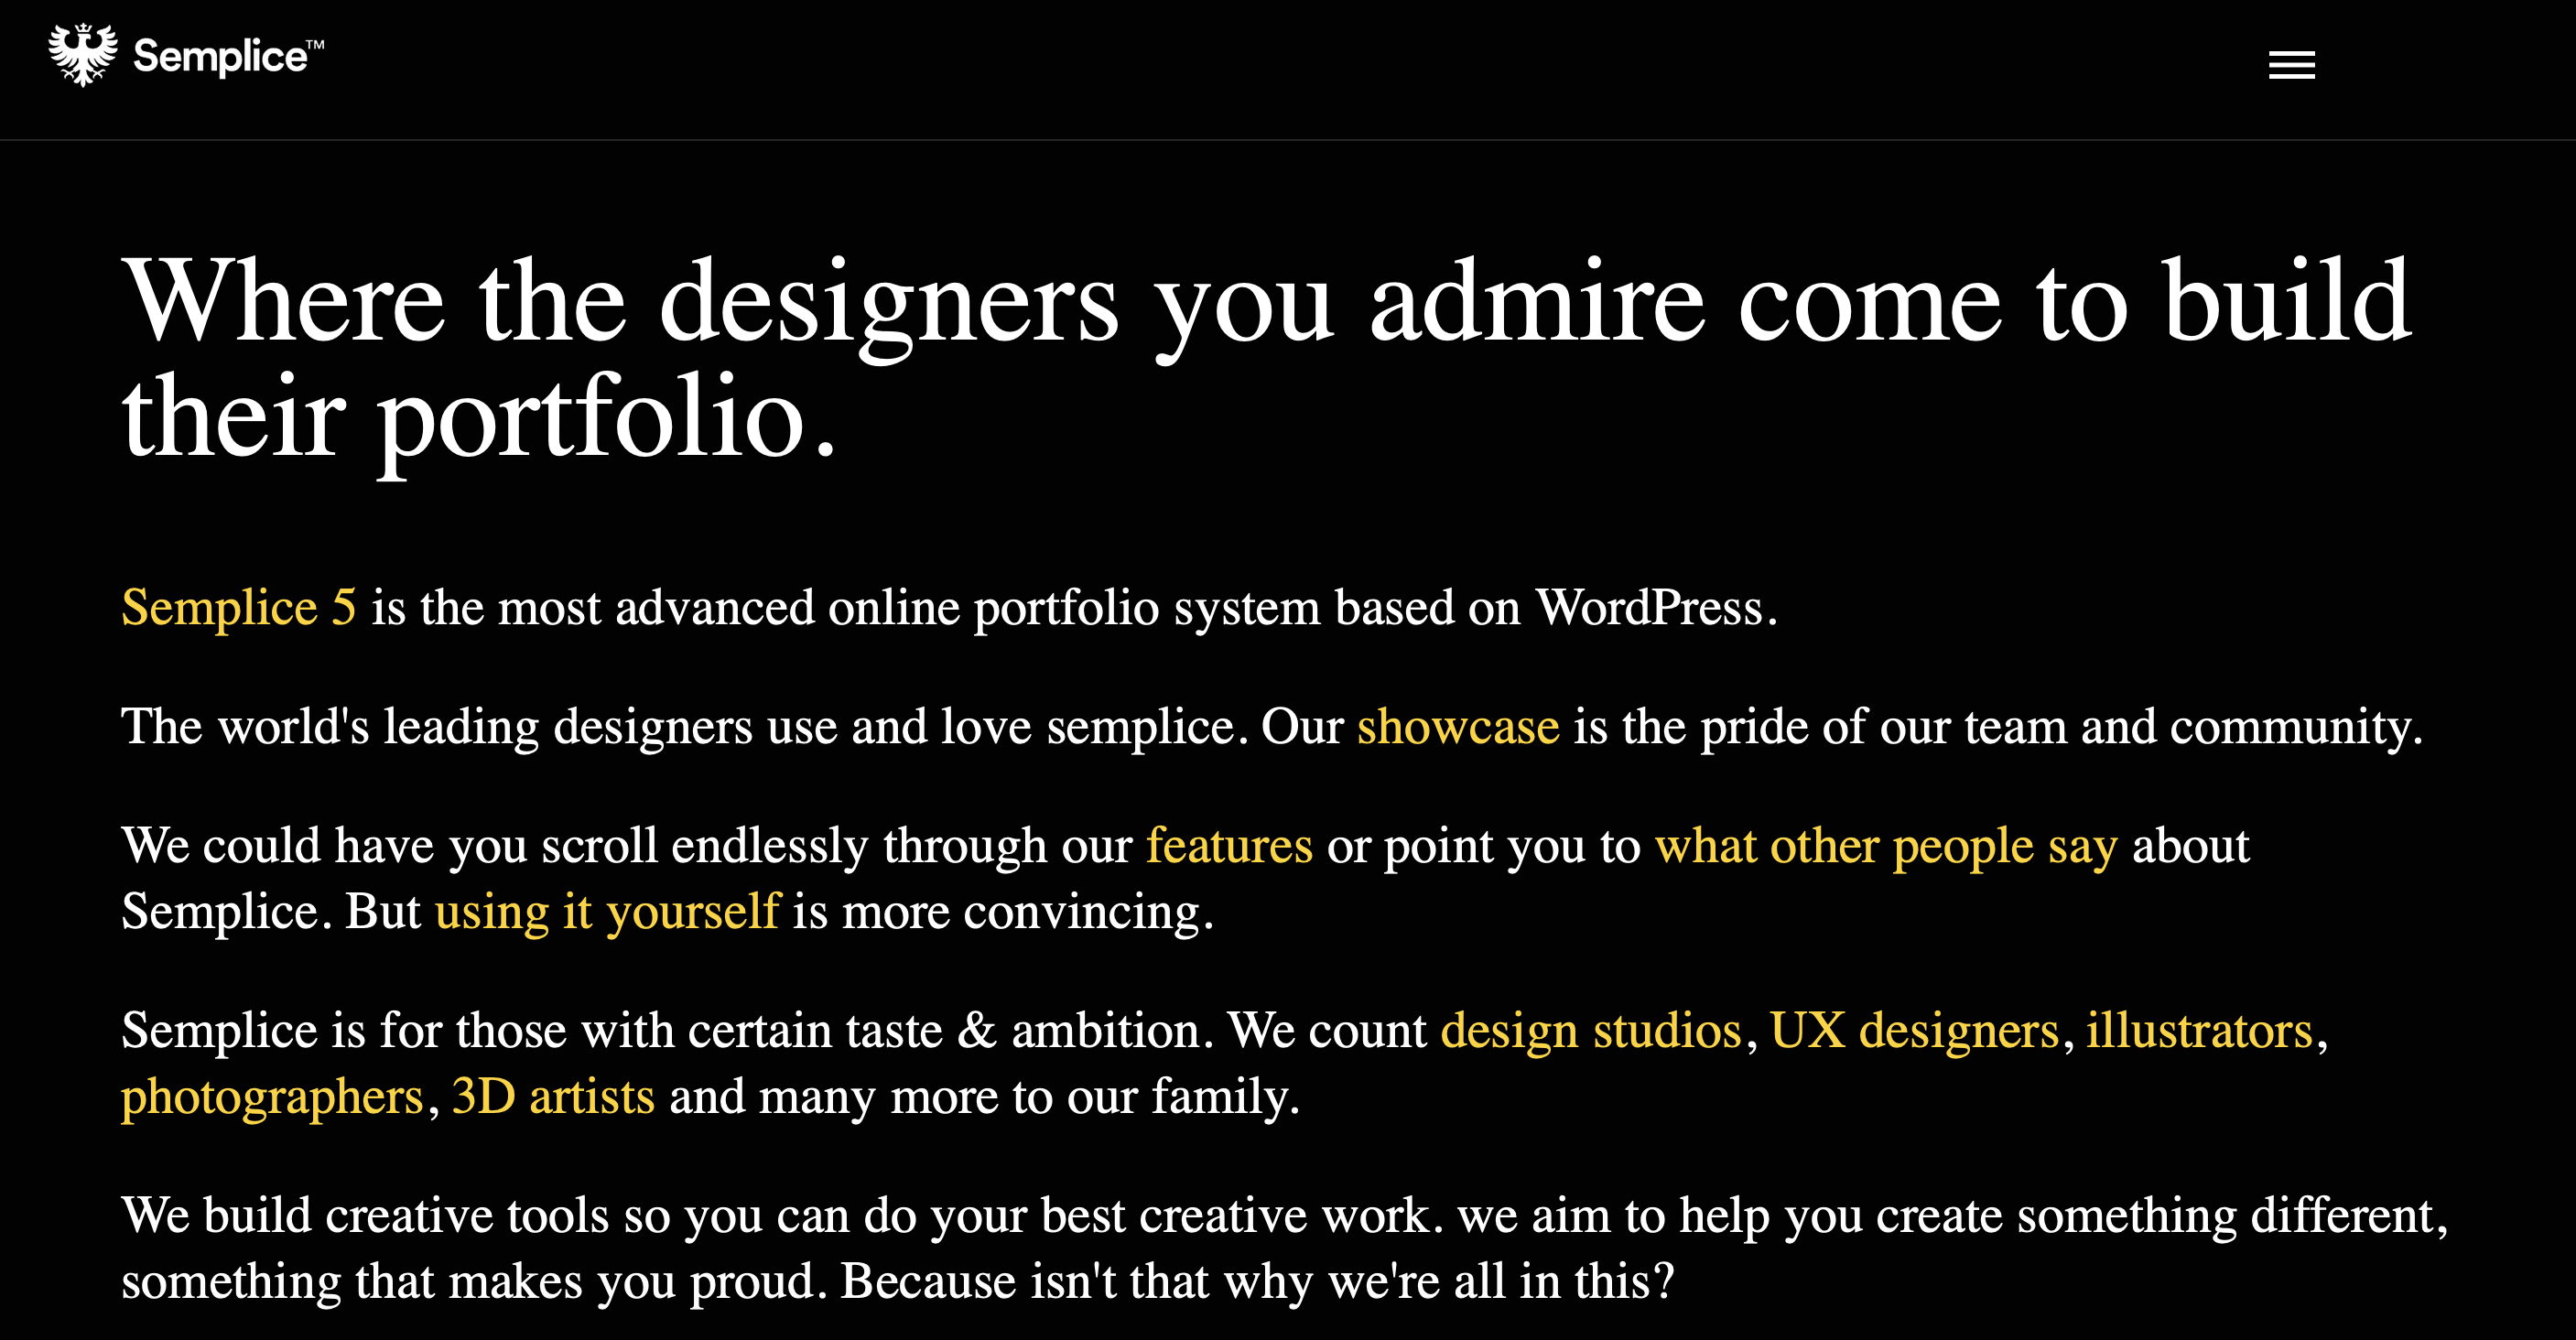 Semplice™
Where the designers you admire come to build
their portfolio.
Semplice 5 is the most advanced online portfolio system based on WordPress.
The world's leading designers use and love semplice. Our showcase is the pride of our team and community.
We could have you scroll endlessly through our features or point you to what other people say about
Semplice. But using it yourself is more convincing.
Semplice is for those with certain taste & ambition. We count design studios, UX designers, illustrators,
photographers, 3D artists and many more to our family.
We build creative tools so you can do your best creative work. we aim to help you create something different,
something that makes you proud. Because isn't that why we're all in this?